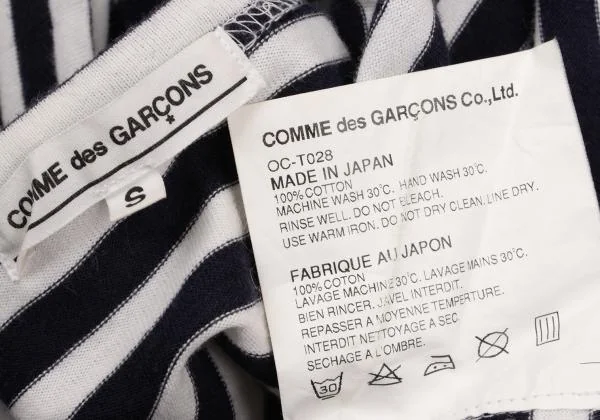 COMME des GARÇONS
S
COMME des GARÇONS Co.,Ltd.
OC-T028
MADE IN JAPAN
100% COTTON
MACHINE WASH 30℃. HAND WASH 30℃.
RINSE WELL. DO NOT BLEACH.
USE WARM IRON. DO NOT DRY CLEAN. LINE DRY.
FABRIQUE AU JAPON
100% COTON
LAVAGE MACHINE 30℃. LAVAGE MAINS 30℃.
BIEN RINCER. JAVEL INTERDIT.
REPASSER A MOYENNE TEMPERTURE.
INTERDIT NETTOYAGE A SEC.
SECHAGE A L'OMBRE.
30